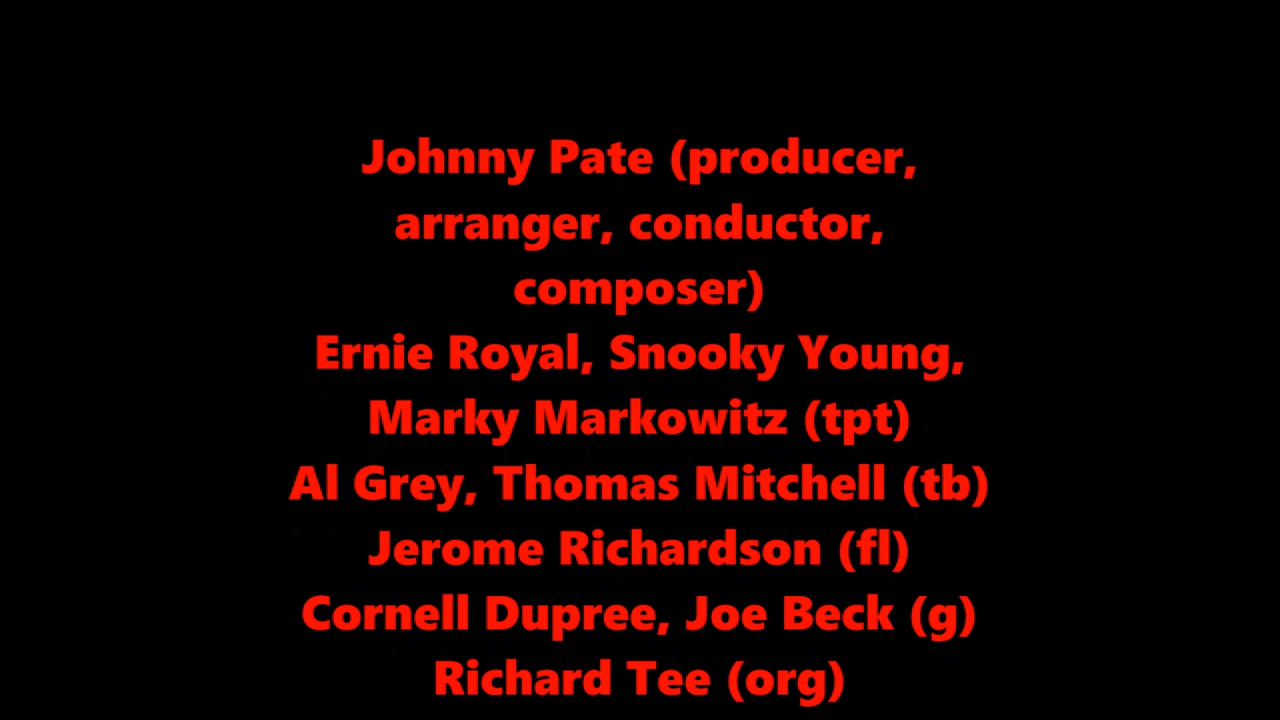 Johnny Pate (producer,
arranger, conductor,
composer)
Ernie Royal, Snooky Young,
Marky Markowitz (tpt)
Al Grey, Thomas Mitchell (tb)
Jerome Richardson (fl)
Cornell Dupree, Joe Beck (g)
Richard Tee (org)